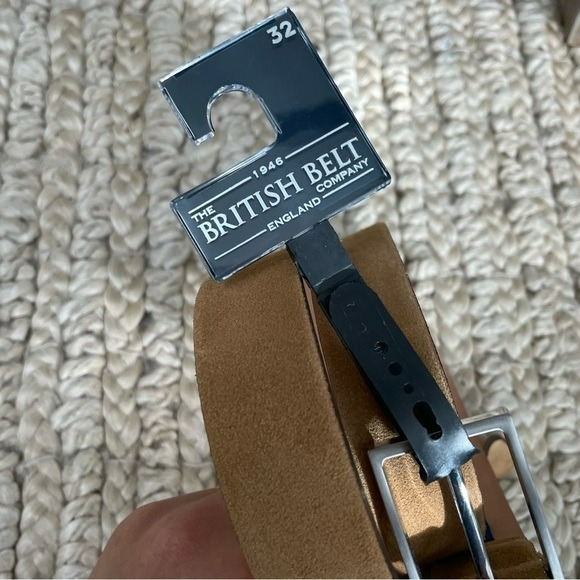 32
1946
THE
BRITISH BELT
COMPANY
ENGLAND